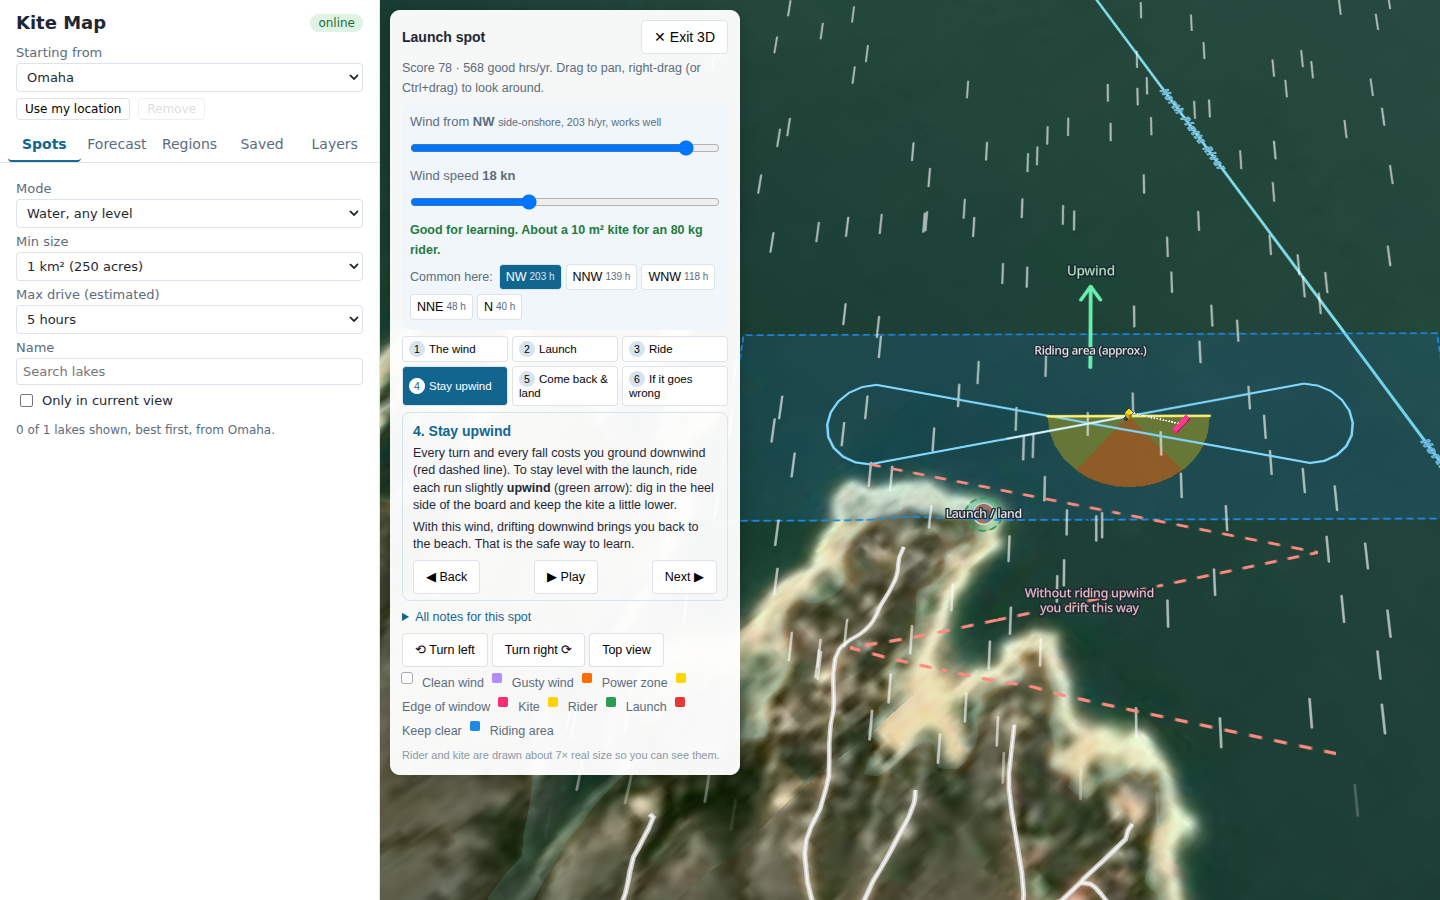 Kite Map
online
Starting from
Omaha
Use my location
Remove
Spots
Forecast
Regions
Saved
Layers
Mode
Water, any level
Min size
1 km² (250 acres)
Max drive (estimated)
5 hours
Name
Search lakes
Only in current view
0 of 1 lakes shown, best first, from Omaha.
Launch spot
✕ Exit 3D
Score 78 · 568 good hrs/yr. Drag to pan, right-drag (or
Ctrl+drag) to look around.
Wind from NW side-onshore, 203 h/yr, works well
Wind speed 18 kn
Good for learning. About a 10 m² kite for an 80 kg
rider.
Common here: NW 203 h NNW 139 h WNW 118 h
NNE 48 h N 40 h
1 The wind
2 Launch
3 Ride
4 Stay upwind
5 Come back &
land
6 If it goes
wrong
4. Stay upwind
Every turn and every fall costs you ground downwind
(red dashed line). To stay level with the launch, ride
each run slightly upwind (green arrow): dig in the heel
side of the board and keep the kite a little lower.
With this wind, drifting downwind brings you back to
the beach. That is the safe way to learn.
◀ Back
▶ Play
Next ▶
▶ All notes for this spot
⟲ Turn left
Turn right ⟳
Top view
Clean wind Gusty wind Power zone
Edge of window Kite Rider Launch
Keep clear Riding area
Rider and kite are drawn about 7× real size so you can see them.
Upwind
Riding area (approx.)
Launch / land
Without riding upwind
you drift this way